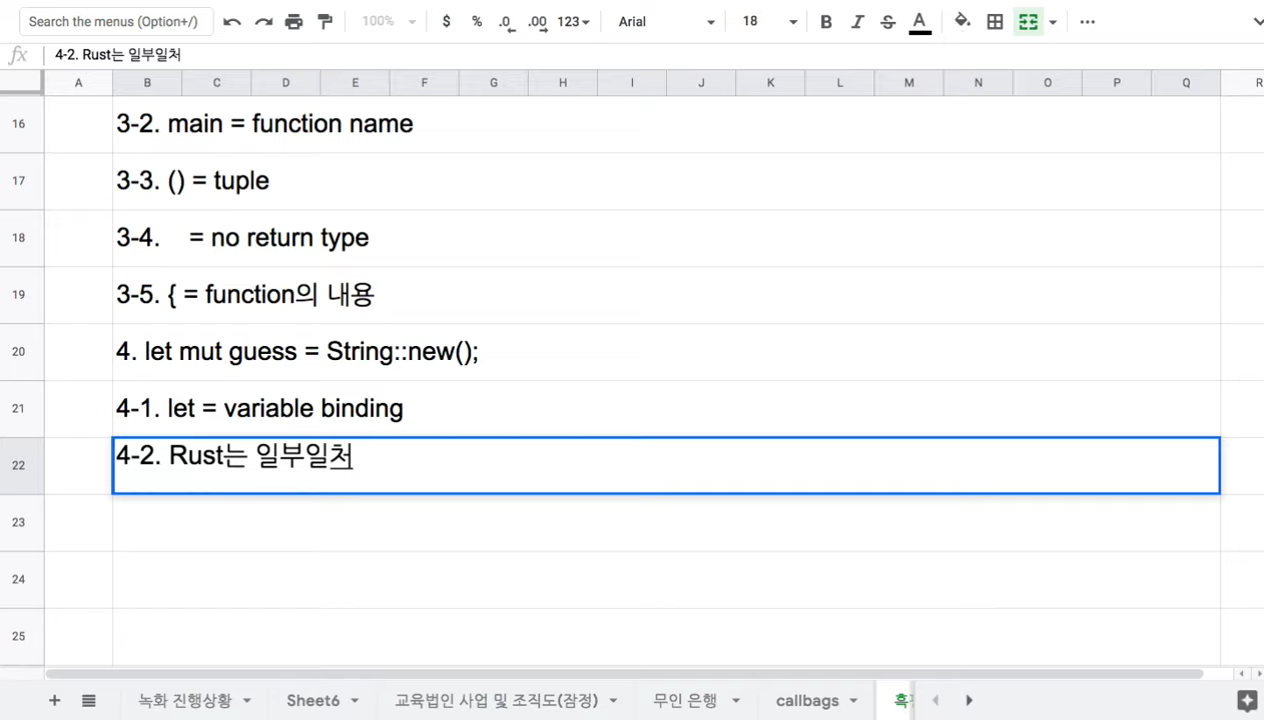 Search the menus (Option+/) 100% $ % .0 .00 123 Arial 18 B I S A
fx 4-2. Rust는 일부일처
A B C D E F G H I J K L M N O P Q R
16 3-2. main = function name
17 3-3. () = tuple
18 3-4. = no return type
19 3-5. { = function의 내용
20 4. let mut guess = String::new();
21 4-1. let = variable binding
22 4-2. Rust는 일부일처
23
24
25
녹화 진행상황 Sheet6 교육법인 사업 및 조직도(잠정) 무인 은행 callbags